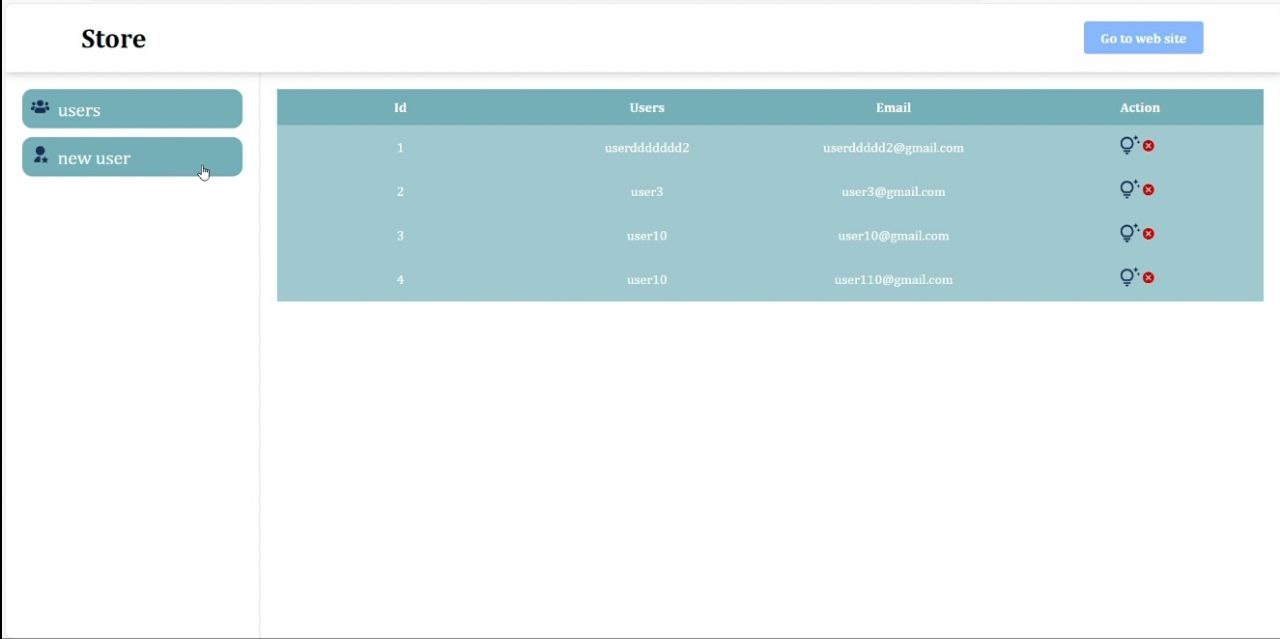 Store
Go to web site
users
new user
Id Users Email Action
1 userddddddd2 userddddd2@gmail.com
2 user3 user3@gmail.com
3 user10 user10@gmail.com
4 user10 user110@gmail.com